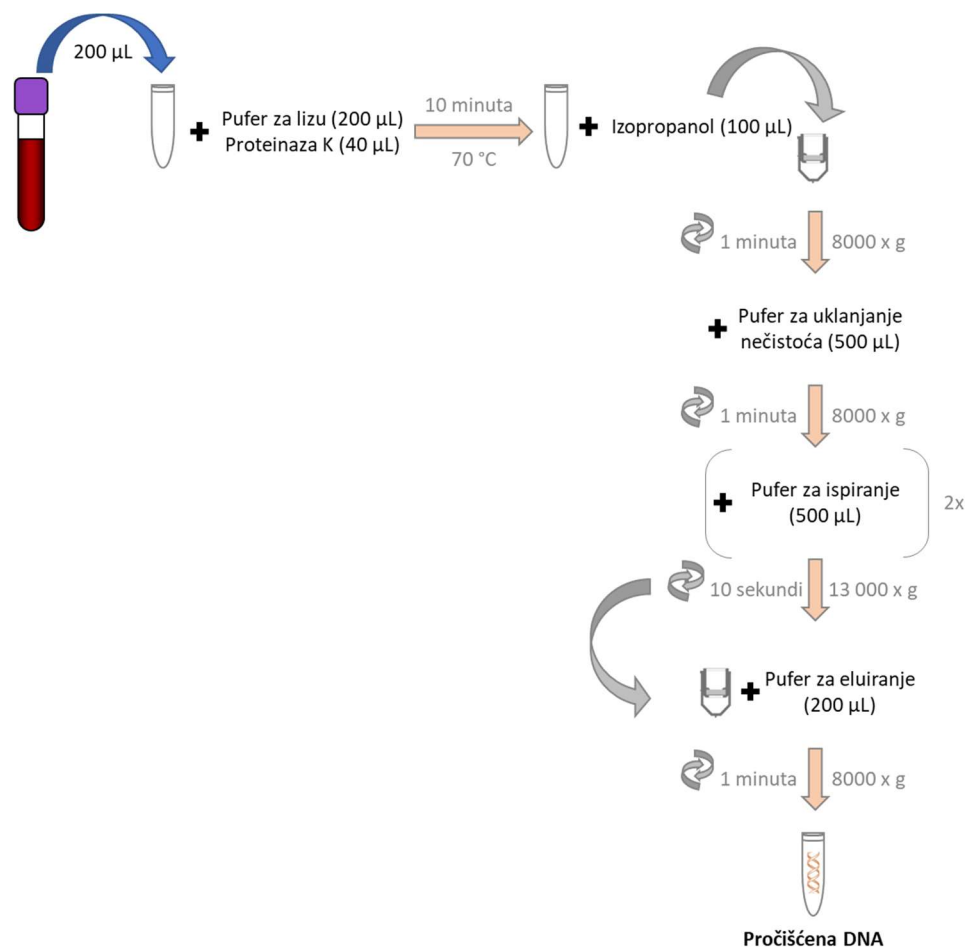 200 µL
+ Pufer za lizu (200 µL)
Proteinaza K (40 µL)
10 minuta
70 °C
+ Izopropanol (100 µL)
1 minuta 8000 x g
+ Pufer za uklanjanje
nečistoća (500 µL)
1 minuta 8000 x g
+ Pufer za ispiranje
(500 µL)
2x
10 sekundi 13 000 x g
+ Pufer za eluiranje
(200 µL)
1 minuta 8000 x g
Pročišćena DNA